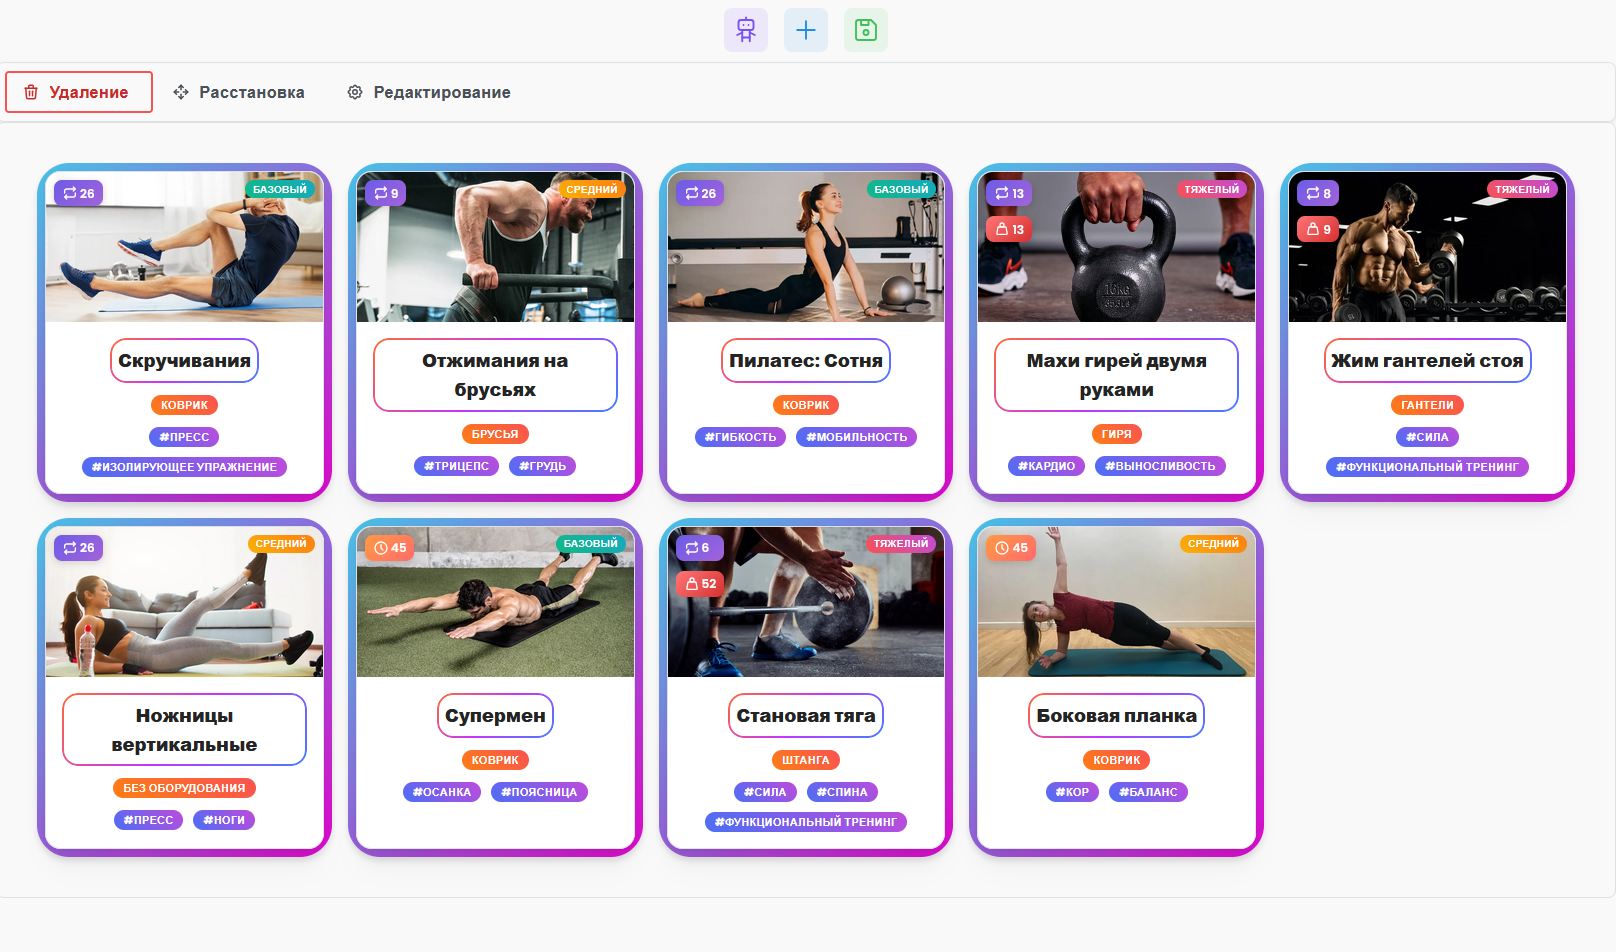 Удаление
Расстановка
Редактирование
26
БАЗОВЫЙ
Скручивания
КОВРИК
#ПРЕСС
#ИЗОЛИРУЮЩЕЕ УПРАЖНЕНИЕ
9
СРЕДНИЙ
Отжимания на
брусьях
БРУСЬЯ
#ТРИЦЕПС
#ГРУДЬ
26
БАЗОВЫЙ
Пилатес: Сотня
КОВРИК
#ГИБКОСТЬ
#МОБИЛЬНОСТЬ
13
ТЯЖЕЛЫЙ
13
16kg
Махи гирей двумя
руками
ГИРЯ
#КАРДИО
#ВЫНОСЛИВОСТЬ
8
ТЯЖЕЛЫЙ
9
Жим гантелей стоя
ГАНТЕЛИ
#СИЛА
#ФУНКЦИОНАЛЬНЫЙ ТРЕНИНГ
26
СРЕДНИЙ
Ножницы
вертикальные
БЕЗ ОБОРУДОВАНИЯ
#ПРЕСС
#НОГИ
45
БАЗОВЫЙ
Супермен
КОВРИК
#ОСАНКА
#ПОЯСНИЦА
6
ТЯЖЕЛЫЙ
52
Становая тяга
ШТАНГА
#СИЛА
#СПИНА
#ФУНКЦИОНАЛЬНЫЙ ТРЕНИНГ
45
СРЕДНИЙ
Боковая планка
КОВРИК
#КОР
#БАЛАНС